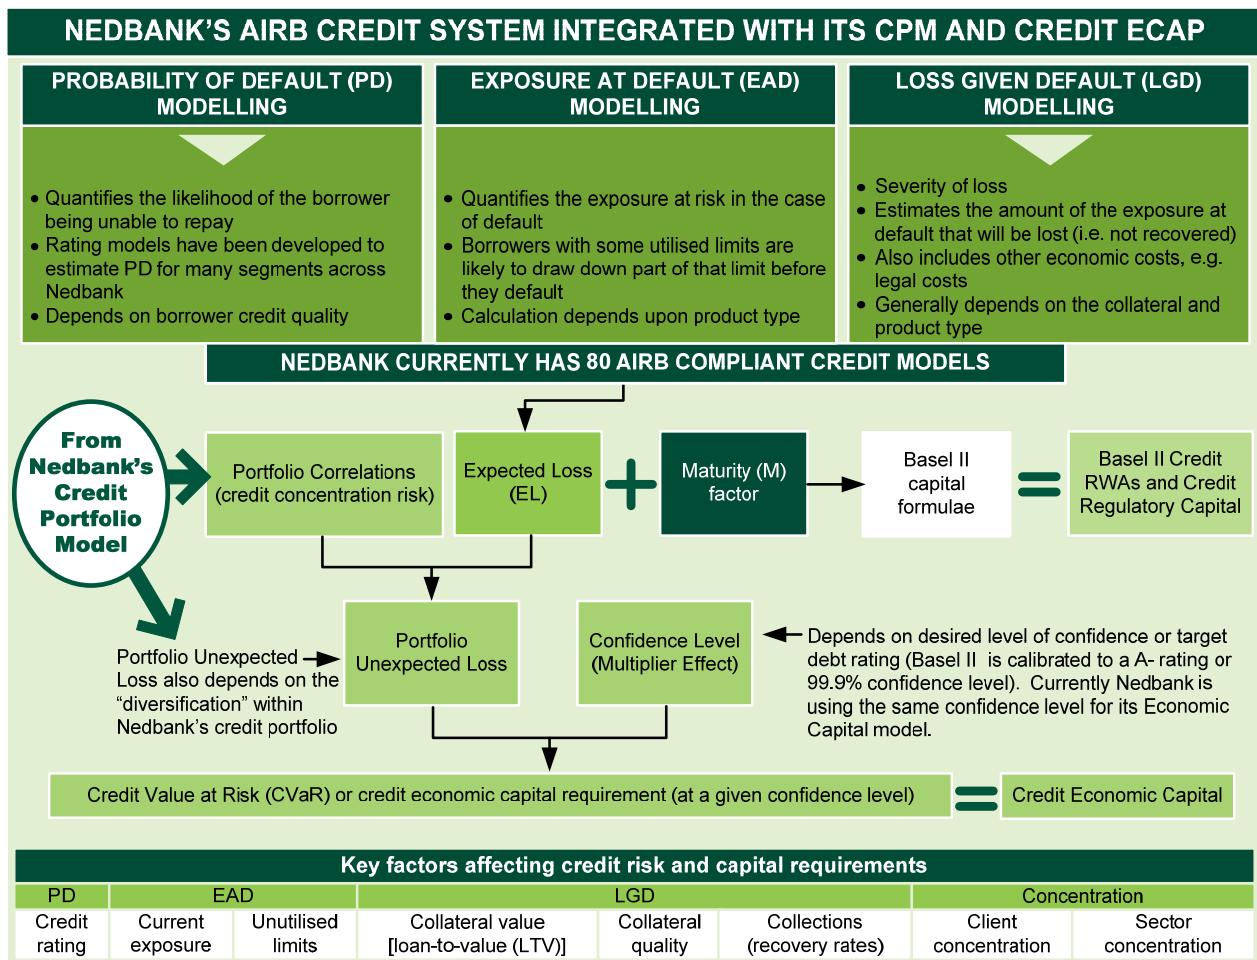 NEDBANK'S AIRB CREDIT SYSTEM INTEGRATED WITH ITS CPM AND CREDIT ECAP
PROBABILITY OF DEFAULT (PD)
MODELLING
• Quantifies the likelihood of the borrower
being unable to repay
• Rating models have been developed to
estimate PD for many segments across
Nedbank
• Depends on borrower credit quality
EXPOSURE AT DEFAULT (EAD)
MODELLING
• Quantifies the exposure at risk in the case
of default
• Borrowers with some utilised limits are
likely to draw down part of that limit before
they default
• Calculation depends upon product type
LOSS GIVEN DEFAULT (LGD)
MODELLING
• Severity of loss
• Estimates the amount of the exposure at
default that will be lost (i.e. not recovered)
• Also includes other economic costs, e.g.
legal costs
• Generally depends on the collateral and
product type
NEDBANK CURRENTLY HAS 80 AIRB COMPLIANT CREDIT MODELS
From
Nedbank's
Credit
Portfolio
Model
Portfolio Correlations
(credit concentration risk)
Expected Loss
(EL)
+
Maturity (M)
factor
Basel II
capital
formulae
=
Basel II Credit
RWAs and Credit
Regulatory Capital
Portfolio Unexpected
Loss also depends on the
“diversification” within
Nedbank's credit portfolio
Portfolio
Unexpected Loss
Confidence Level
(Multiplier Effect)
Depends on desired level of confidence or target
debt rating (Basel II is calibrated to a A- rating or
99.9% confidence level). Currently Nedbank is
using the same confidence level for its Economic
Capital model.
Credit Value at Risk (CVaR) or credit economic capital requirement (at a given confidence level)
=
Credit Economic Capital
Key factors affecting credit risk and capital requirements
PD EAD LGD Concentration
Credit
rating
Current
exposure
Unutilised
limits
Collateral value
[loan-to-value (LTV)]
Collateral
quality
Collections
(recovery rates)
Client
concentration
Sector
concentration